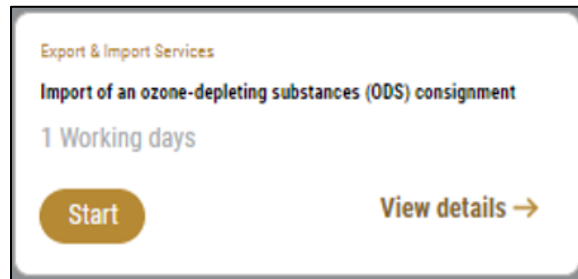 Export & Import Services
Import of an ozone-depleting substances (ODS) consignment
1 Working days
Start
View details →